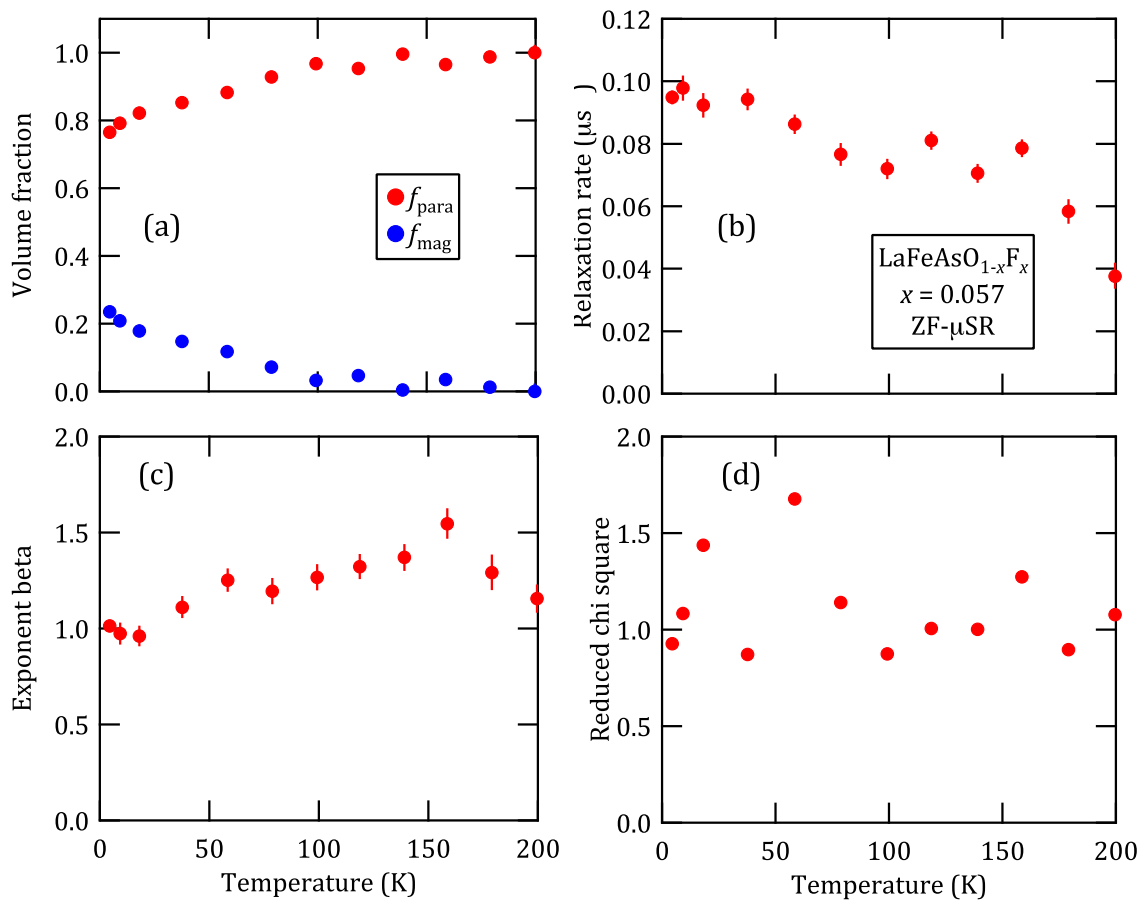 1.0
0.8
0.6
0.4
0.2
0.0
Volume fraction
(a)
fpara
fmag
0.12
0.10
0.08
0.06
0.04
0.02
0.00
Relaxation rate (μs )
(b)
LaFeAsO1-xFx
x = 0.057
ZF-μSR
2.0
1.5
1.0
0.5
0.0
Exponent beta
(c)
0 50 100 150 200
Temperature (K)
2.0
1.5
1.0
0.5
0.0
Reduced chi square
(d)
0 50 100 150 200
Temperature (K)